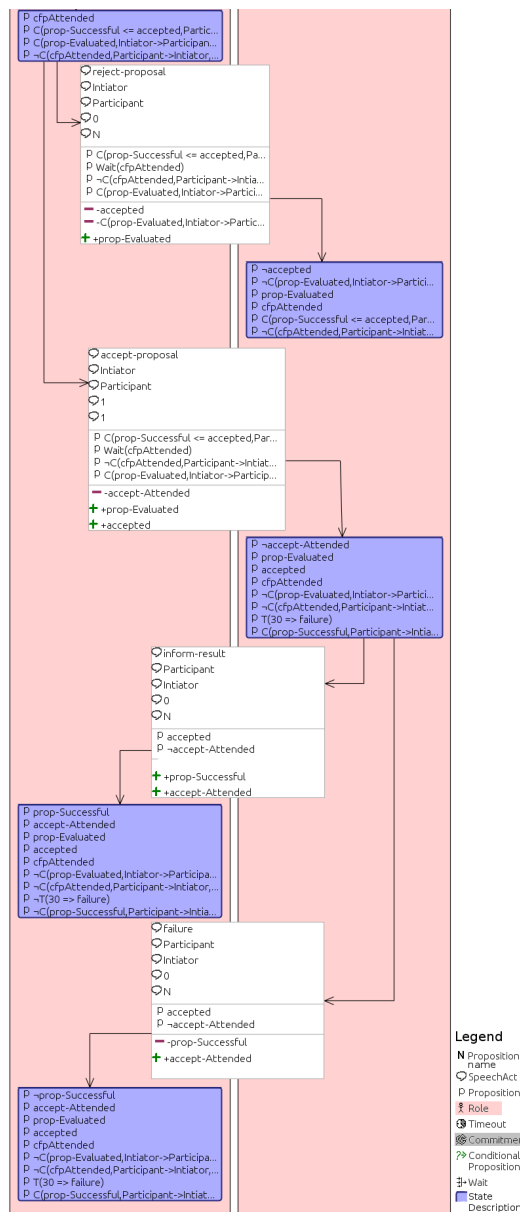 p cfpAttended
p C(prop-Successful <= accepted,Partic...
p C(prop-Evaluated,Intiator->Participan...
p ¬C(cfpAttended,Participant->Intiator,...
reject-proposal
Intiator
Participant
0
N
p C(prop-Successful <= accepted,Pa...
p Wait(cfpAttended)
p ¬C(cfpAttended,Participant->Intia...
p C(prop-Evaluated,Intiator->Partici...
-accepted
-C(prop-Evaluated,Intiator->Partic...
+prop-Evaluated
p ¬accepted
p ¬C(prop-Evaluated,Intiator->Partici...
p prop-Evaluated
p cfpAttended
p C(prop-Successful <= accepted,Par...
p ¬C(cfpAttended,Participant->Intiat...
accept-proposal
Intiator
Participant
1
1
p C(prop-Successful <= accepted,Par...
p Wait(cfpAttended)
p ¬C(cfpAttended,Participant->Intiat...
p C(prop-Evaluated,Intiator->Particip...
-accept-Attended
+prop-Evaluated
+accepted
p ¬accept-Attended
p prop-Evaluated
p accepted
p cfpAttended
p ¬C(prop-Evaluated,Intiator->Partici...
p ¬C(cfpAttended,Participant->Intiat...
p T(30 => failure)
p C(prop-Successful,Participant->Intia...
inform-result
Participant
Intiator
0
N
p accepted
p ¬accept-Attended
+prop-Successful
+accept-Attended
p prop-Successful
p accept-Attended
p prop-Evaluated
p accepted
p cfpAttended
p ¬C(prop-Evaluated,Intiator->Participa...
p ¬C(cfpAttended,Participant->Intiator,...
p ¬T(30 => failure)
p ¬C(prop-Successful,Participant->Intia...
failure
Participant
Intiator
0
N
p accepted
p ¬accept-Attended
-prop-Successful
+accept-Attended
p ¬prop-Successful
p accept-Attended
p prop-Evaluated
p accepted
p cfpAttended
p ¬C(prop-Evaluated,Intiator->Participa...
p ¬C(cfpAttended,Participant->Intiator,...
p T(30 => failure)
p C(prop-Successful,Participant->Intiat...
Legend
N Proposition
name
SpeechAct
p Proposition
Role
Timeout
Commitme
Conditional
Proposition
Wait
State
Description